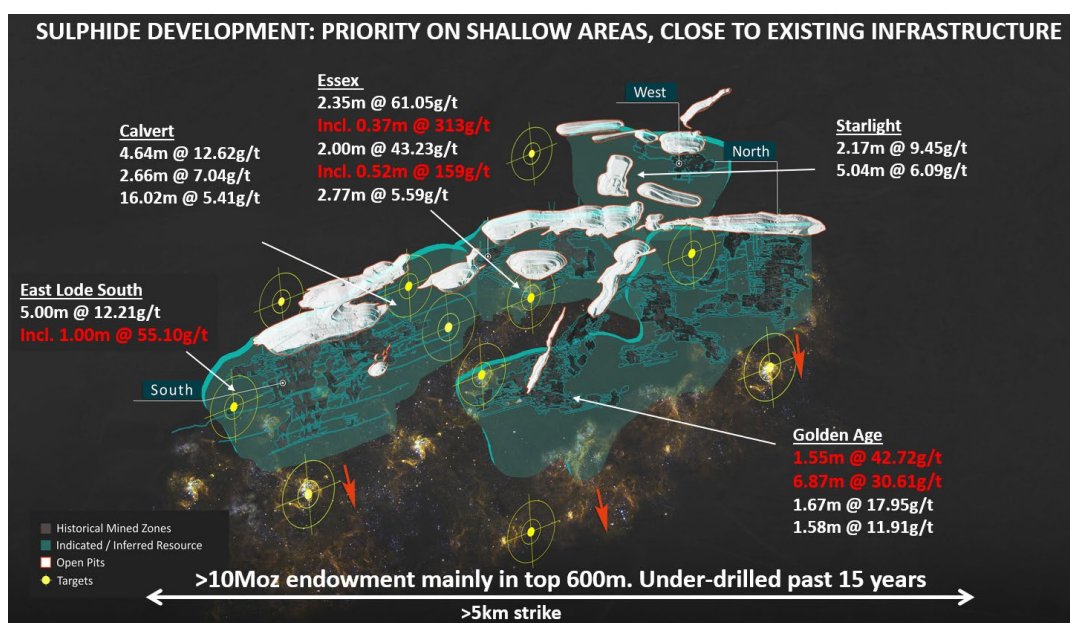 SULPHIDE DEVELOPMENT: PRIORITY ON SHALLOW AREAS, CLOSE TO EXISTING INFRASTRUCTURE
Essex
2.35m @ 61.05g/t
Incl. 0.37m @ 313g/t
2.00m @ 43.23g/t
Incl. 0.52m @ 159g/t
2.77m @ 5.59g/t
West
North
Starlight
2.17m @ 9.45g/t
5.04m @ 6.09g/t
Calvert
4.64m @ 12.62g/t
2.66m @ 7.04g/t
16.02m @ 5.41g/t
East Lode South
5.00m @ 12.21g/t
Incl. 1.00m @ 55.10g/t
South
Golden Age
1.55m @ 42.72g/t
6.87m @ 30.61g/t
1.67m @ 17.95g/t
1.58m @ 11.91g/t
Historical Mined Zones
Indicated / Inferred Resource
Open Pits
Targets
>10Moz endowment mainly in top 600m. Under-drilled past 15 years
>5km strike